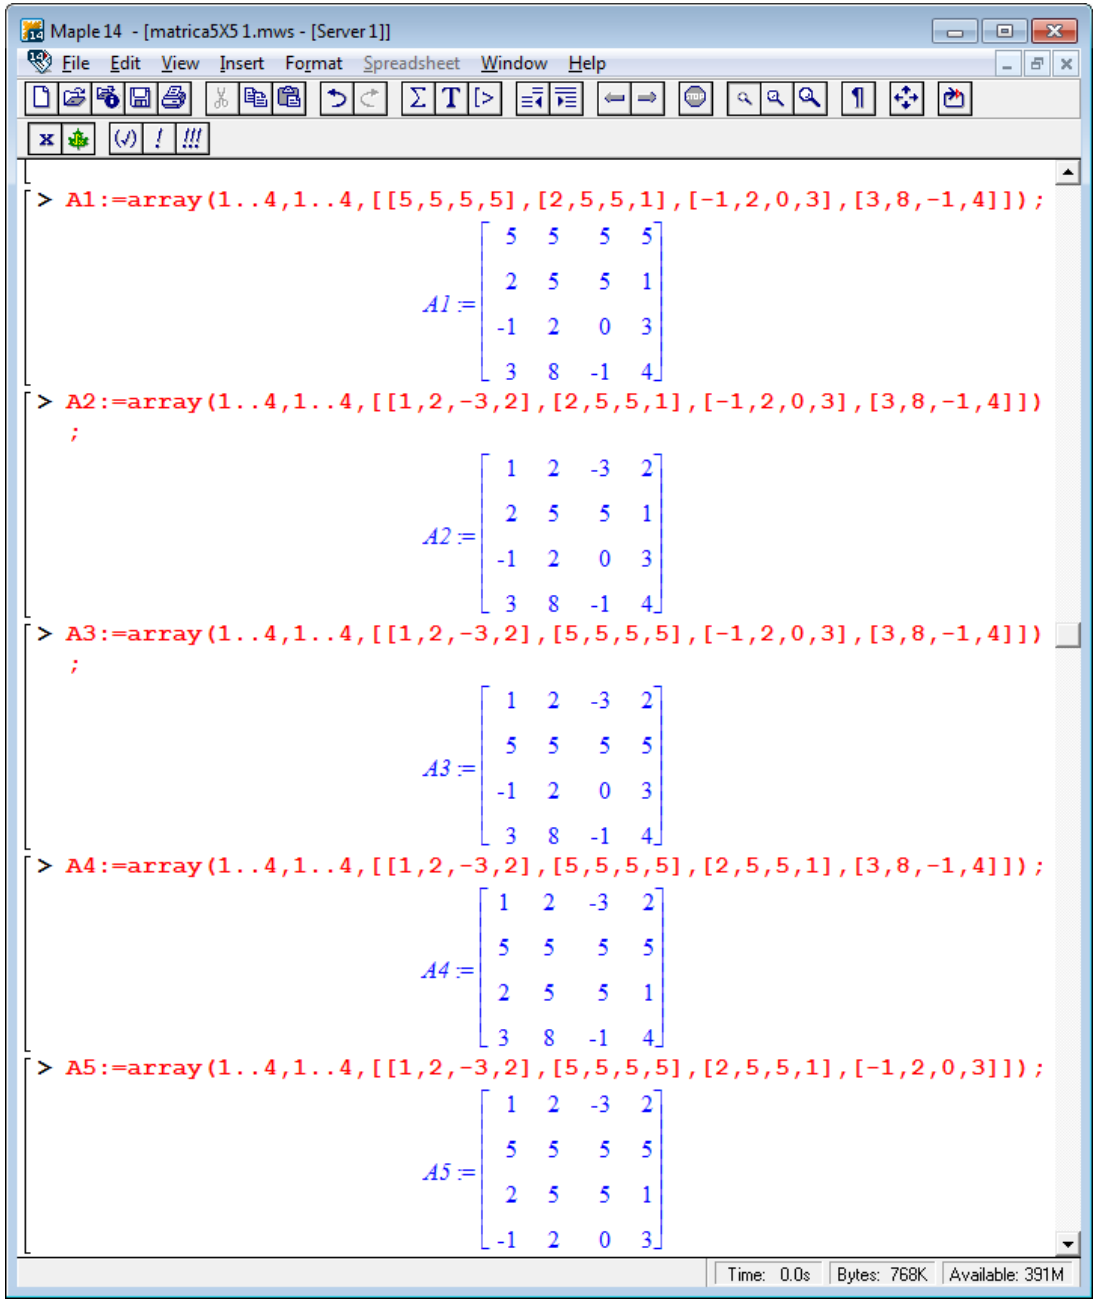 Maple 14 - [matrica5X5 1.mws - [Server 1]]
File Edit View Insert Format Spreadsheet Window Help
Σ T [> STOP ¶
x (√) ! !!!
> A1:=array(1..4,1..4,[[5,5,5,5],[2,5,5,1],[-1,2,0,3],[3,8,-1,4]]);
5 5 5 5
2 5 5 1
A1 :=
-1 2 0 3
3 8 -1 4
> A2:=array(1..4,1..4,[[1,2,-3,2],[2,5,5,1],[-1,2,0,3],[3,8,-1,4]])
;
1 2 -3 2
2 5 5 1
A2 :=
-1 2 0 3
3 8 -1 4
> A3:=array(1..4,1..4,[[1,2,-3,2],[5,5,5,5],[-1,2,0,3],[3,8,-1,4]])
;
1 2 -3 2
5 5 5 5
A3 :=
-1 2 0 3
3 8 -1 4
> A4:=array(1..4,1..4,[[1,2,-3,2],[5,5,5,5],[2,5,5,1],[3,8,-1,4]]);
1 2 -3 2
5 5 5 5
A4 :=
2 5 5 1
3 8 -1 4
> A5:=array(1..4,1..4,[[1,2,-3,2],[5,5,5,5],[2,5,5,1],[-1,2,0,3]]);
1 2 -3 2
5 5 5 5
A5 :=
2 5 5 1
-1 2 0 3
Time: 0.0s Bytes: 768K Available: 391M